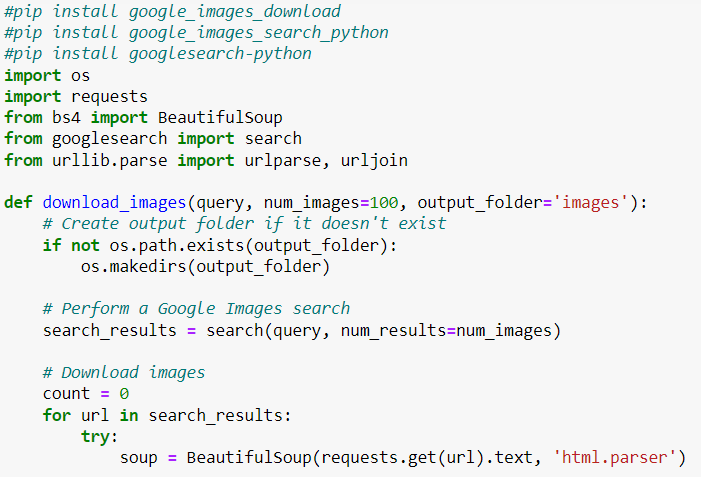 #pip install google_images_download
#pip install google_images_search_python
#pip install googlesearch-python
import os
import requests
from bs4 import BeautifulSoup
from googlesearch import search
from urllib.parse import urlparse, urljoin

def download_images(query, num_images=100, output_folder='images'):
    # Create output folder if it doesn't exist
    if not os.path.exists(output_folder):
        os.makedirs(output_folder)

    # Perform a Google Images search
    search_results = search(query, num_results=num_images)

    # Download images
    count = 0
    for url in search_results:
        try:
            soup = BeautifulSoup(requests.get(url).text, 'html.parser')